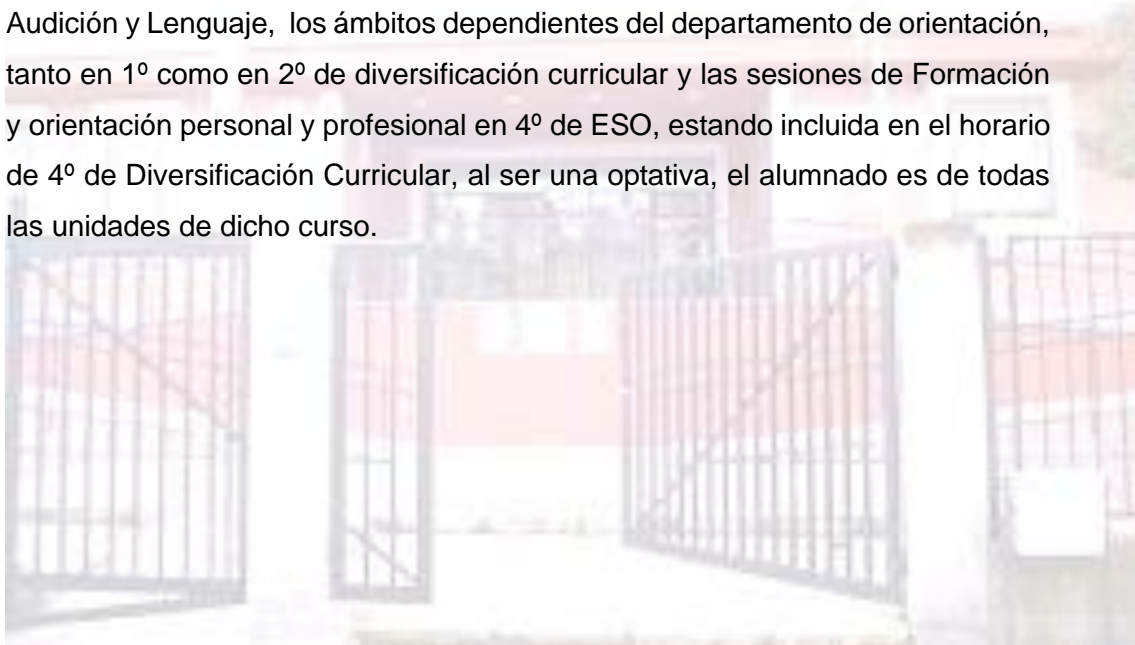 Audición y Lenguaje, los ámbitos dependientes del departamento de orientación,
tanto en 1º como en 2º de diversificación curricular y las sesiones de Formación
y orientación personal y profesional en 4º de ESO, estando incluida en el horario
de 4º de Diversificación Curricular, al ser una optativa, el alumnado es de todas
las unidades de dicho curso.